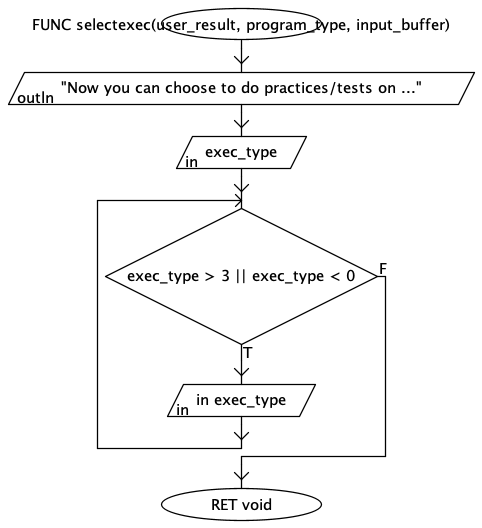 FUNC selectexec(user_result, program_type, input_buffer)
"Now you can choose to do practices/tests on ..."
outln
exec_type
in
exec_type > 3 || exec_type < 0
F
T
in exec_type
in
RET void